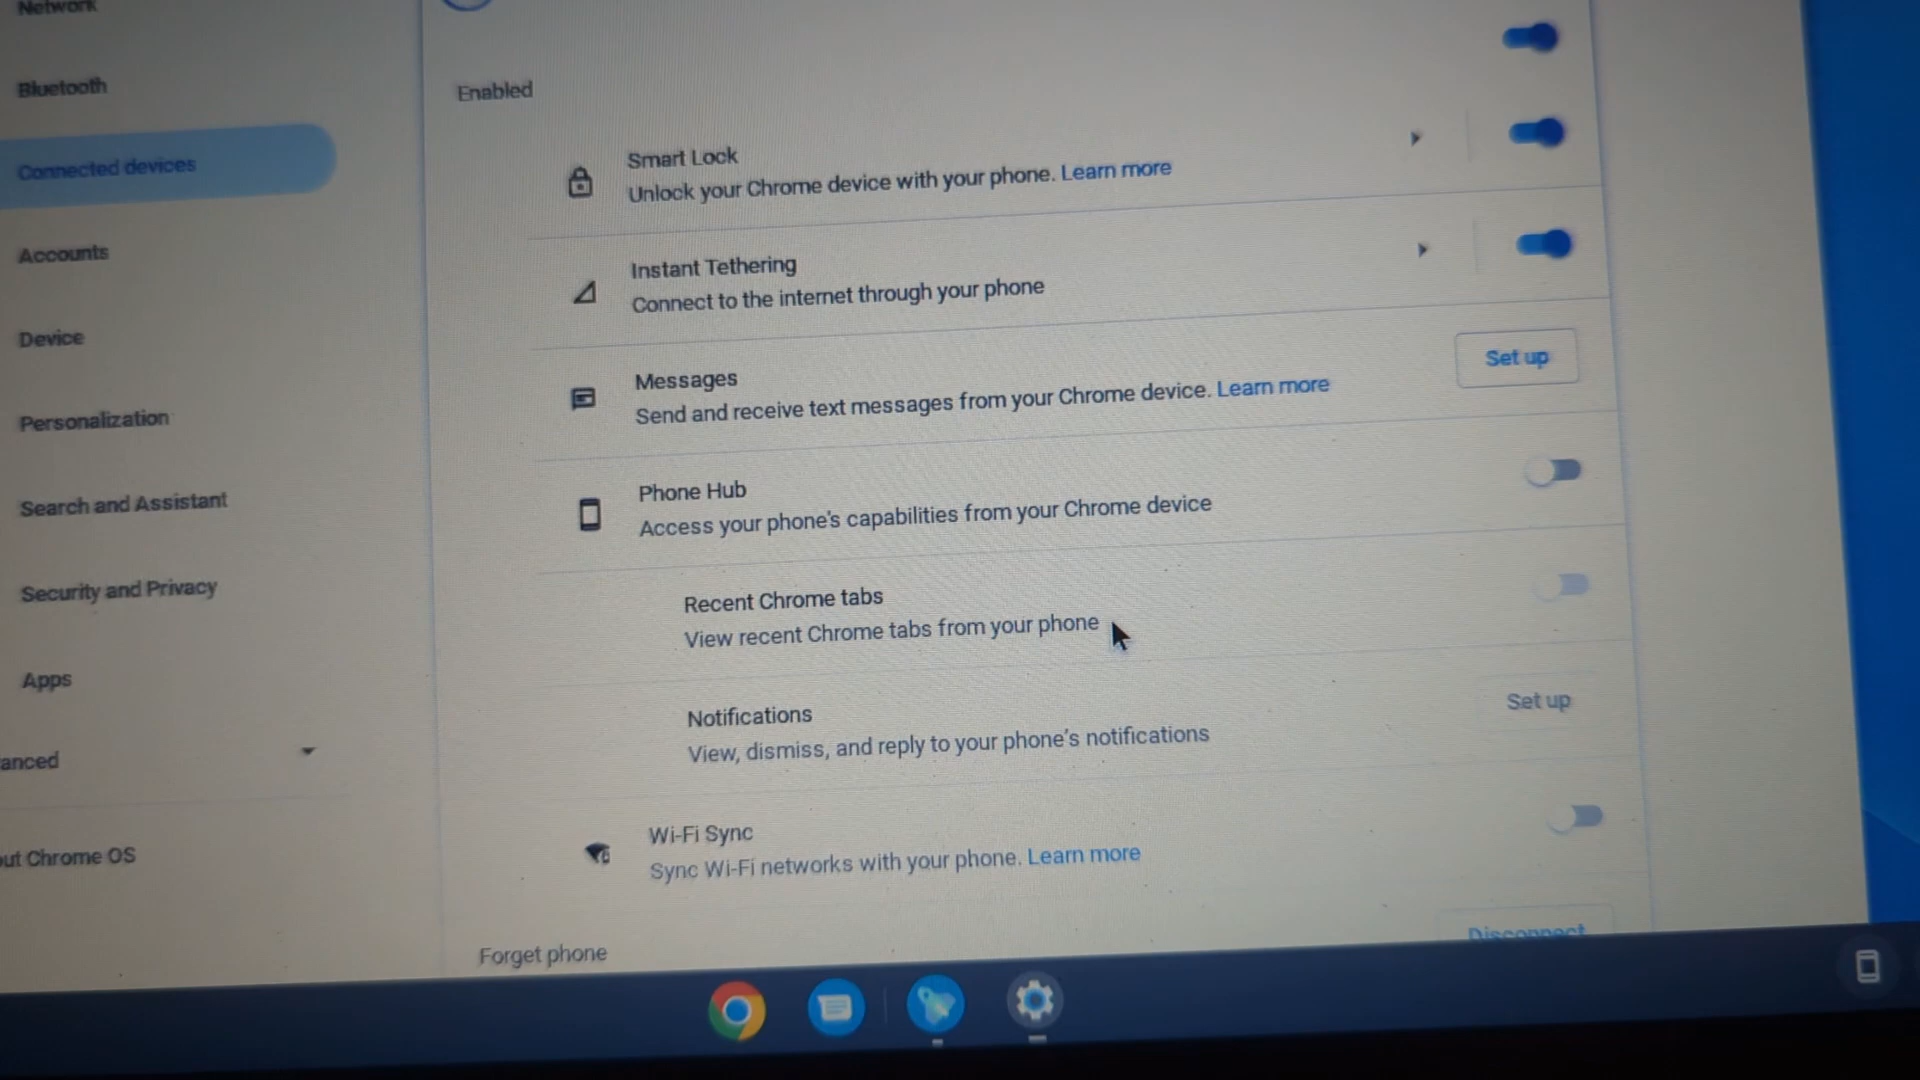 Network
Bluetooth
Connected devices
Accounts
Device
Personalization
Search and Assistant
Security and Privacy
Apps
anced
out Chrome OS
Enabled
Smart Lock
Unlock your Chrome device with your phone. Learn more
Instant Tethering
Connect to the internet through your phone
Messages
Send and receive text messages from your Chrome device. Learn more
Set up
Phone Hub
Access your phone's capabilities from your Chrome device
Recent Chrome tabs
View recent Chrome tabs from your phone
Notifications
View, dismiss, and reply to your phone's notifications
Set up
Wi-Fi Sync
Sync Wi-Fi networks with your phone. Learn more
Forget phone
Disconnect